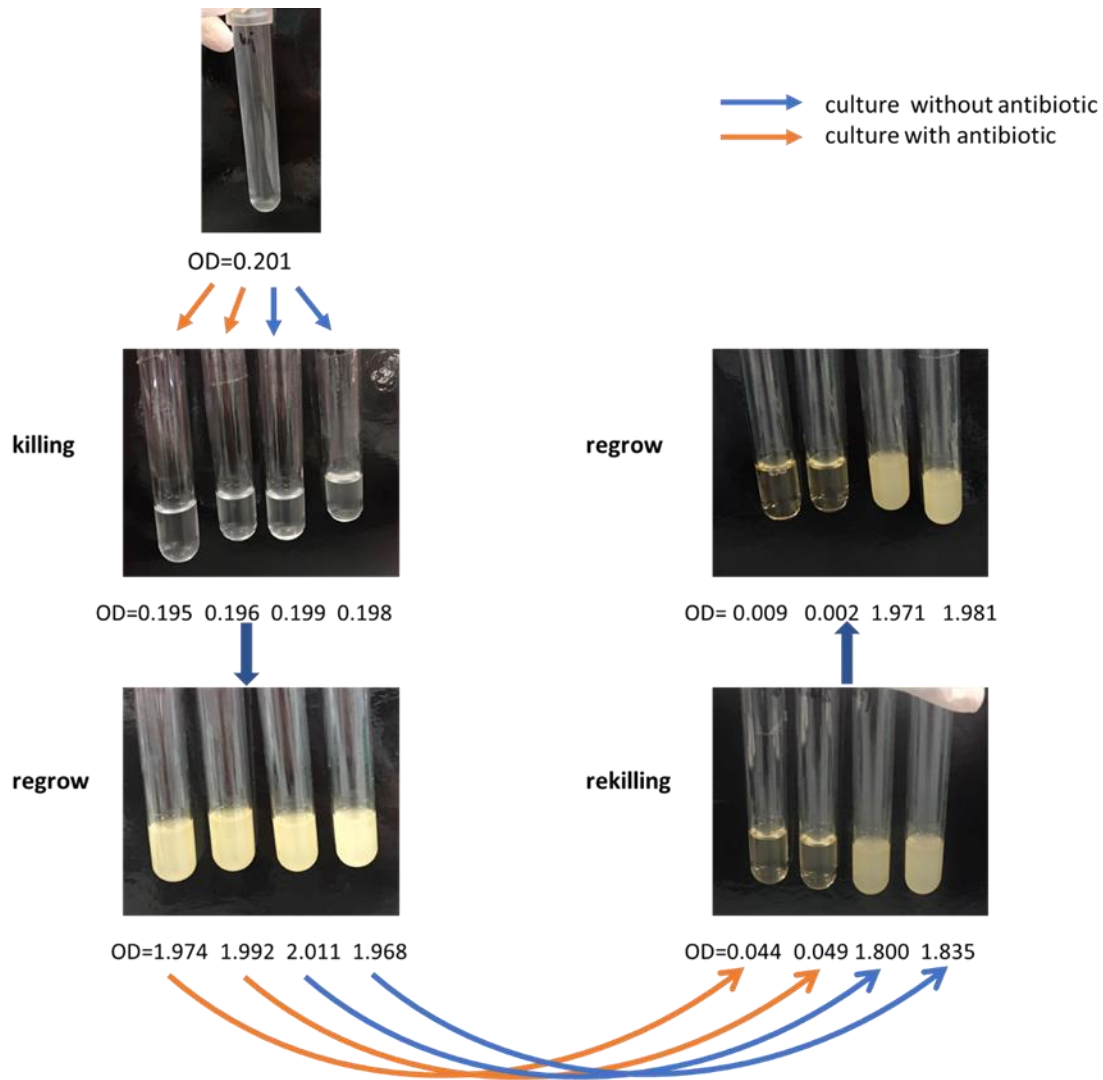 culture  without antibiotic
culture with antibiotic
OD=0.201
killing
OD=0.195  0.196  0.199  0.198
regrow
OD=1.974  1.992  2.011  1.968
regrow
OD= 0.009  0.002  1.971  1.981
rekilling
OD=0.044  0.049  1.800  1.835